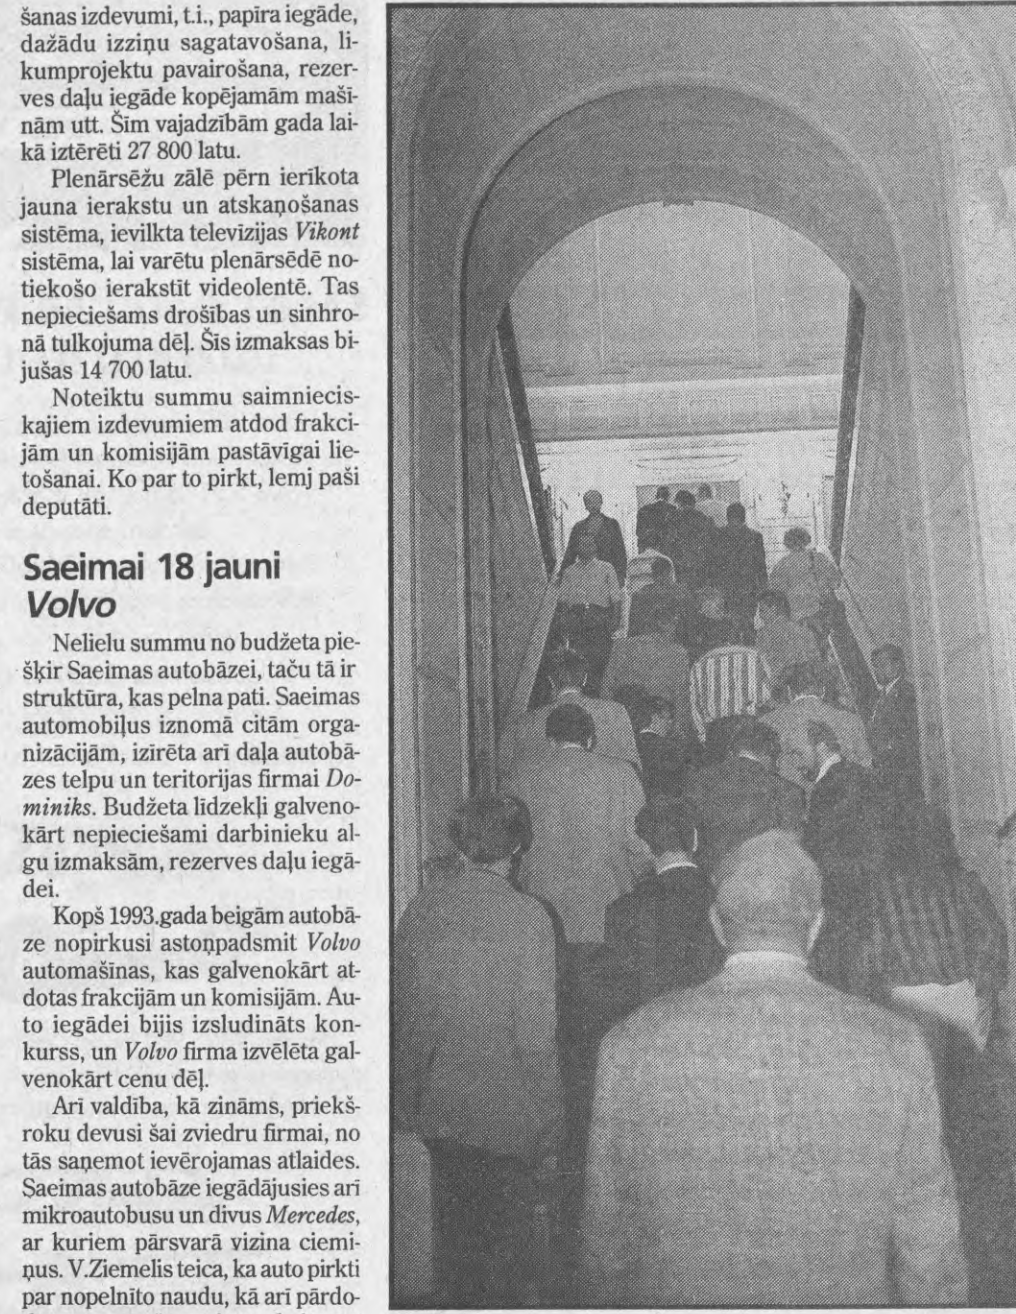 šanas izdevumi, t.i., papīra iegāde,
dažādu izziņu sagatavošana, li-
kumprojektu pavairošana, rezer-
ves daļu iegāde kopējamām mašī-
nām utt. Šīm vajadzībām gada lai-
kā iztērēti 27 800 latu.
Plenārsēžu zālē pērn ierīkota
jauna ierakstu un atskaņošanas
sistēma, ievilkta televīzijas Vikont
sistēma, lai varētu plenārsēdē no-
tiekošo ierakstīt videolentē. Tas
nepieciešams drošības un sinhro-
nā tulkojuma dēļ. Šīs izmaksas bi-
jušas 14 700 latu.
Noteiktu summu saimniecis-
kajiem izdevumiem atdod frakci-
jām un komisijām pastāvīgai lie-
tošanai. Ko par to pirkt, lemj paši
deputāti.
Saeimai 18 jauni
Volvo
Nelielu summu no budžeta pie-
šķir Saeimas autobāzei, taču tā ir
struktūra, kas pelna pati. Saeimas
automobiļus iznomā citām orga-
nizācijām, izīrēta arī daļa autobā-
zes telpu un teritorijas firmai Do-
miniks. Budžeta līdzekļi galveno-
kārt nepieciešami darbinieku al-
gu izmaksām, rezerves daļu iegā-
dei.
Kopš 1993.gada beigām autobā-
ze nopirkusi astoņpadsmit Volvo
automašīnas, kas galvenokārt at-
dotas frakcijām un komisijām. Au-
to iegādei bijis izsludināts kon-
kurss, un Volvo firma izvēlēta gal-
venokārt cenu dēļ.
Arī valdība, kā zināms, priekš-
roku devusi šai zviedru firmai, no
tās saņemot ievērojamas atlaides.
Saeimas autobāze iegādājusies arī
mikroautobusu un divus Mercedes,
ar kuriem pārsvarā vizina ciemi-
ņus. V.Ziemelis teica, ka auto pirkti
par nopelnīto naudu, kā arī pārdo-